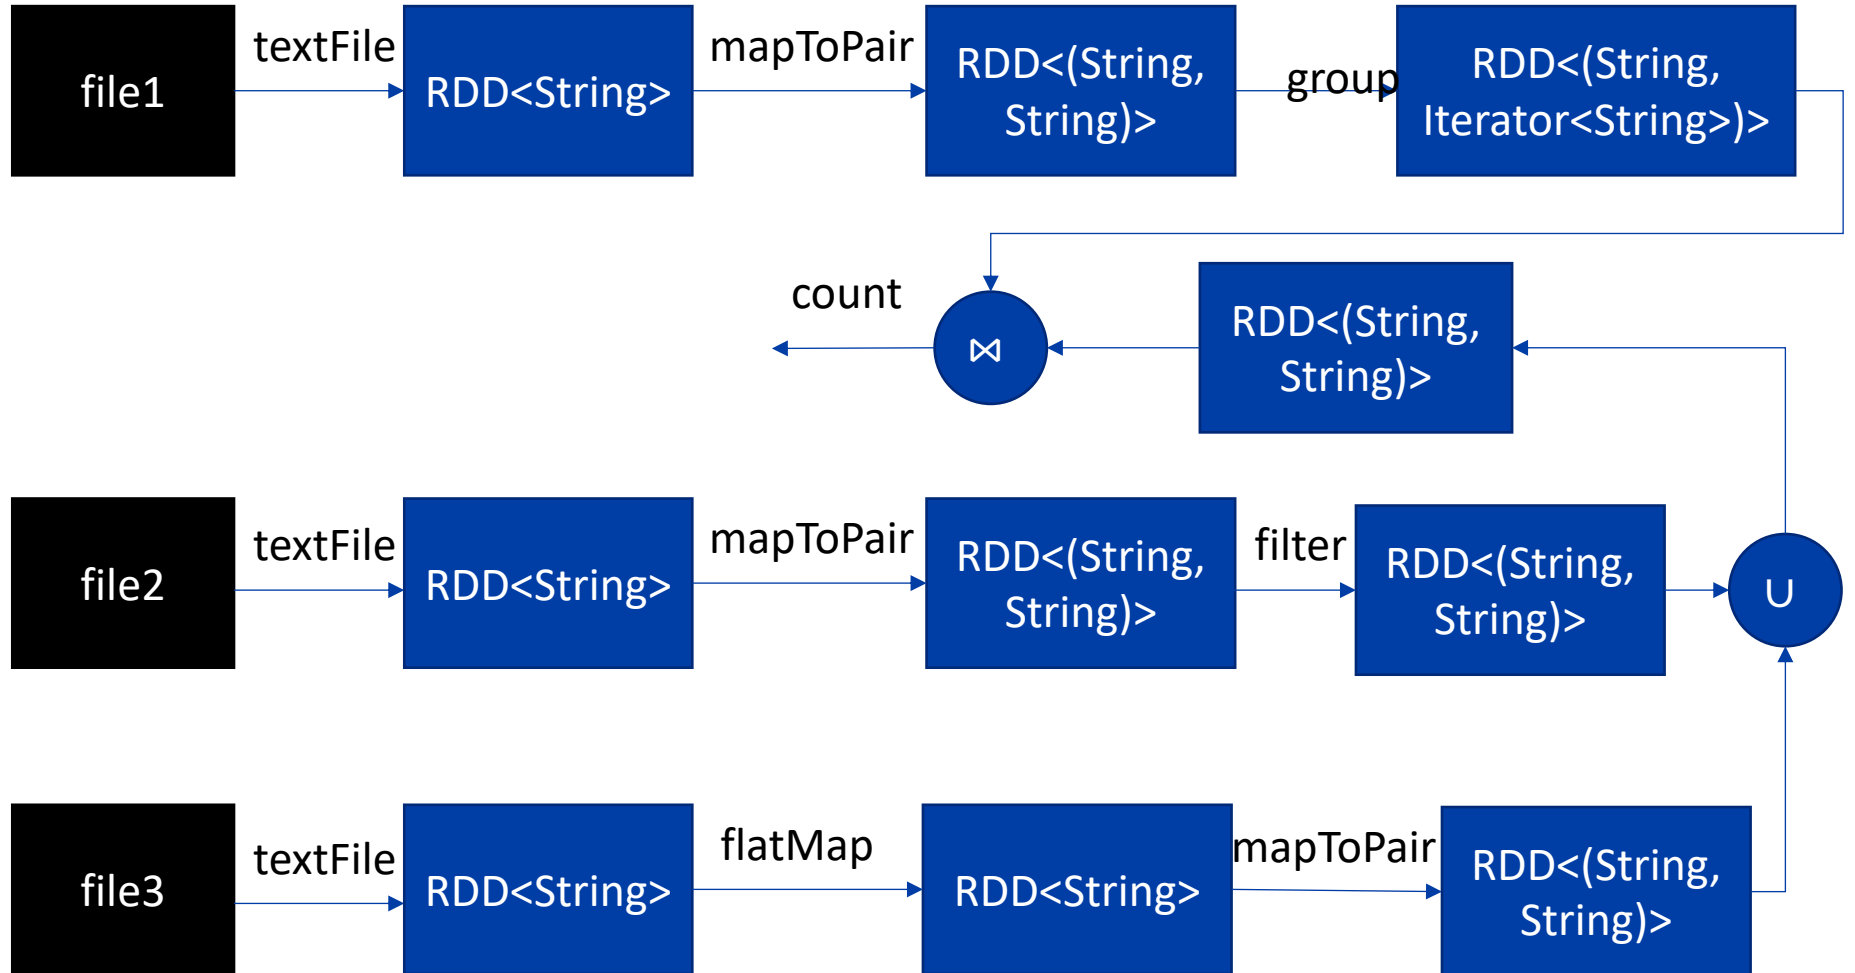 file1
textFile
RDD<String>
mapToPair
RDD<(String,
String)>
group
RDD<(String,
Iterator<String>)>
count
⋈
RDD<(String,
String)>
file2
textFile
RDD<String>
mapToPair
RDD<(String,
String)>
filter
RDD<(String,
String)>
∪
file3
textFile
RDD<String>
flatMap
RDD<String>
mapToPair
RDD<(String,
String)>